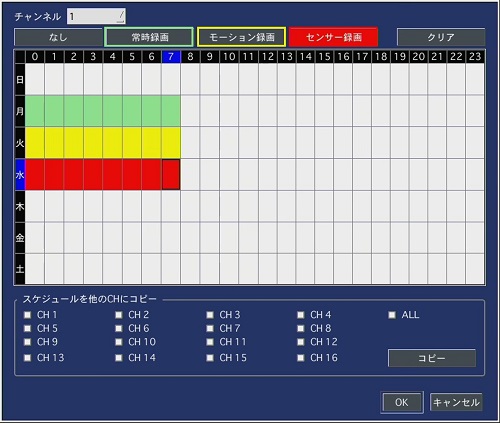 チャンネル 1
なし 常時録画 モーション録画 センサー録画 クリア
0 1 2 3 4 5 6 7 8 9 10 11 12 13 14 15 16 17 18 19 20 21 22 23
日
月
火
水
木
金
土
スケジュールを他のCHにコピー
CH 1 CH 2 CH 3 CH 4 ALL
CH 5 CH 6 CH 7 CH 8
CH 9 CH 10 CH 11 CH 12
CH 13 CH 14 CH 15 CH 16 コピー
OK キャンセル